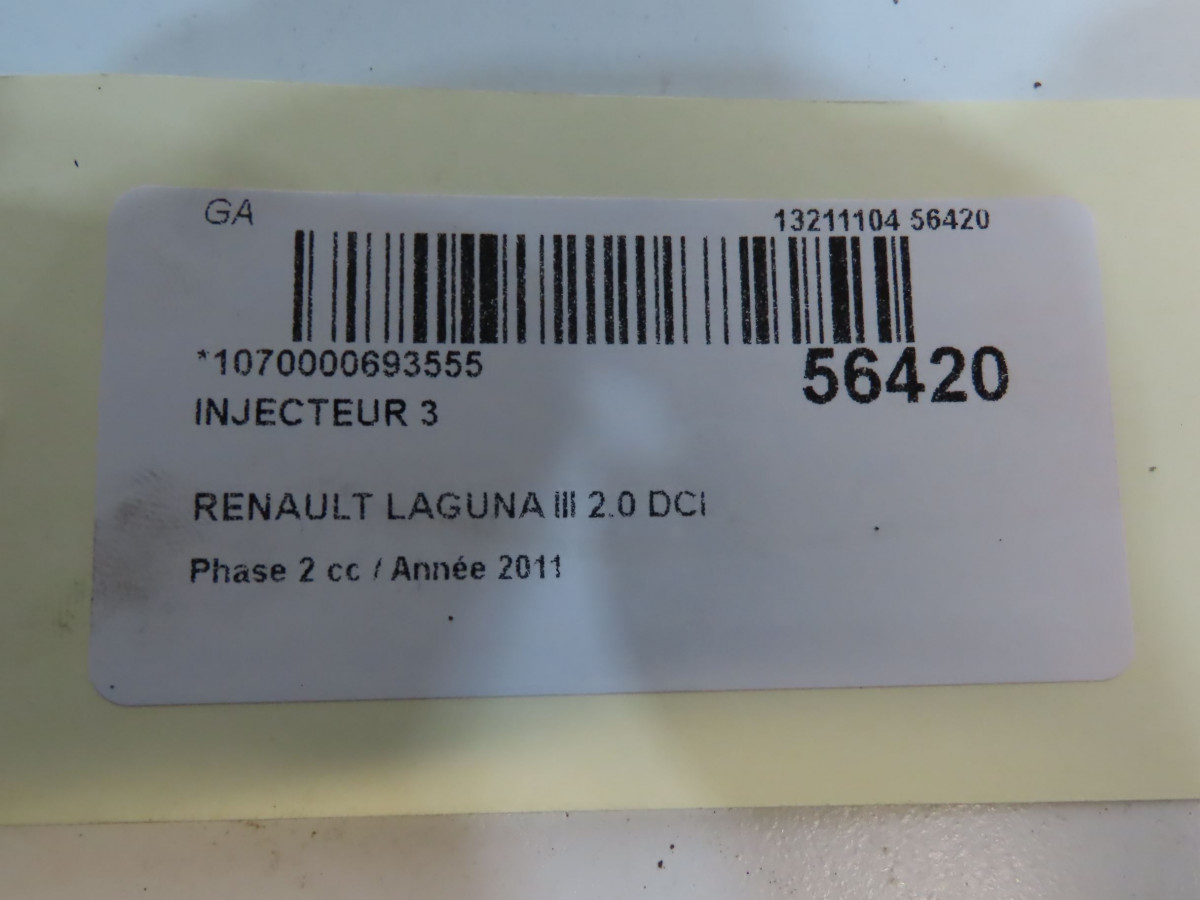 GA
13211104 56420
*1070000693555
56420
INJECTEUR 3
RENAULT LAGUNA III 2.0 DCI
Phase 2 cc / Année 2011